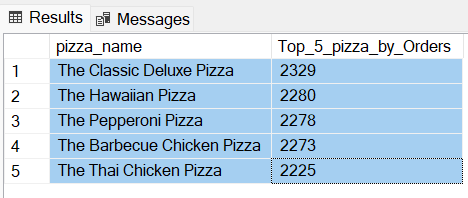 Results Messages
pizza_name Top_5_pizza_by_Orders
1 The Classic Deluxe Pizza 2329
2 The Hawaiian Pizza 2280
3 The Pepperoni Pizza 2278
4 The Barbecue Chicken Pizza 2273
5 The Thai Chicken Pizza 2225